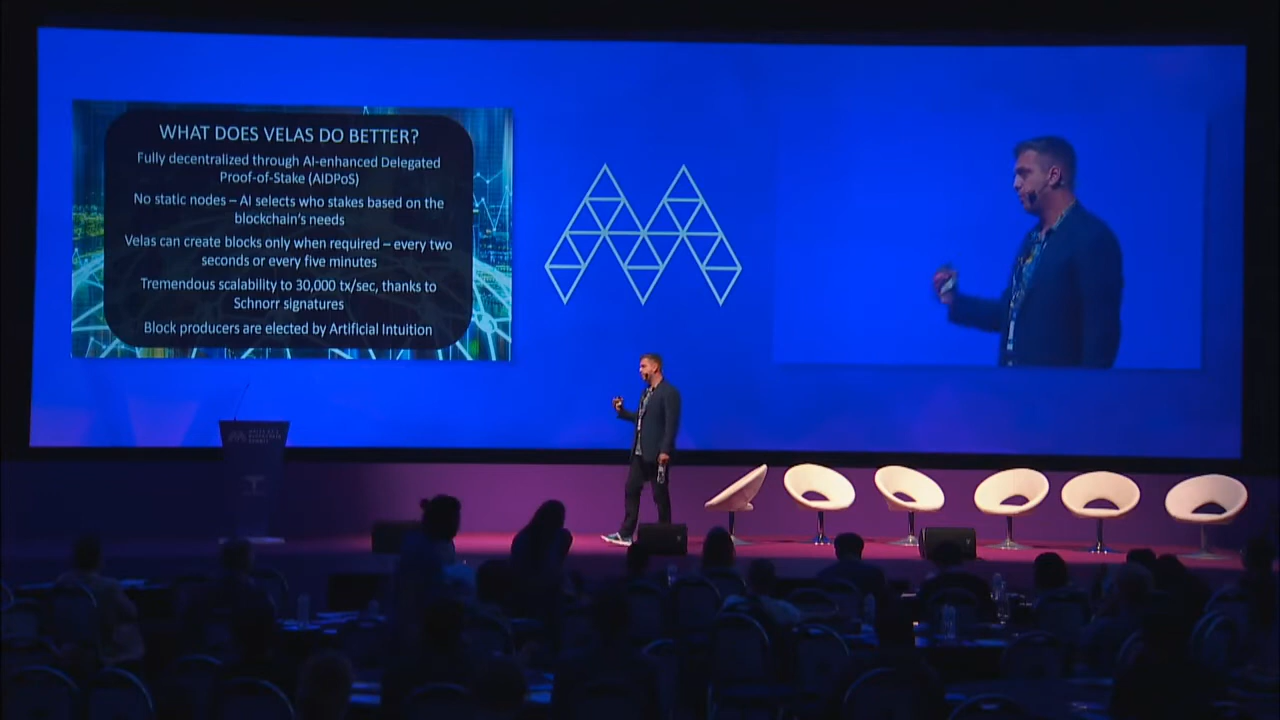 WHAT DOES VELAS DO BETTER?
Fully decentralized through AI-enhanced Delegated
Proof-of-Stake (AIDPoS)
No static nodes – AI selects who stakes based on the
blockchain's needs
Velas can create blocks only when required – every two
seconds or every five minutes
Tremendous scalability to 30,000 tx/sec, thanks to
Schnorr signatures
Block producers are elected by Artificial Intuition